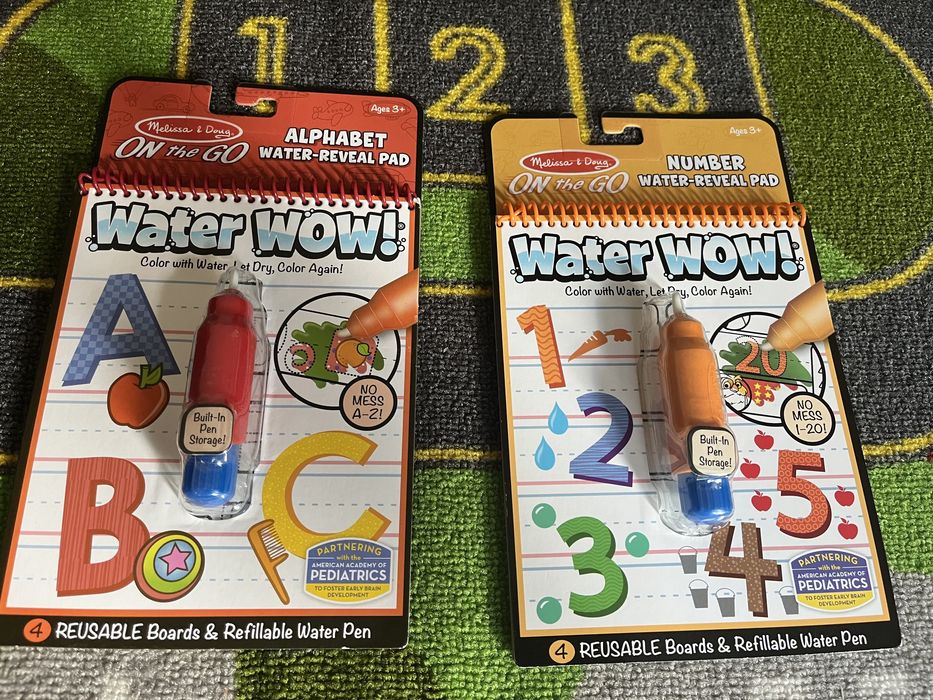 1 2 3
Ages 3+
Melissa & Doug
ON the GO
ALPHABET
WATER-REVEAL PAD
Water WOW!
Color with Water, Let Dry, Color Again!
A
NO
MESS
A-Z!
Built-In
Pen
Storage!
B
C
PARTNERING
with the
AMERICAN ACADEMY OF
PEDIATRICS
TO FOSTER EARLY BRAIN
DEVELOPMENT
4 REUSABLE Boards & Refillable Water Pen
Ages 3+
Melissa & Doug
ON the GO
NUMBER
WATER-REVEAL PAD
Water WOW!
Color with Water, Let Dry, Color Again!
1
20
NO
MESS
1-20!
2
Built-In
Pen
Storage!
5
3
4
PARTNERING
with the
AMERICAN ACADEMY OF
PEDIATRICS
TO FOSTER EARLY BRAIN
DEVELOPMENT
4 REUSABLE Boards & Refillable Water Pen